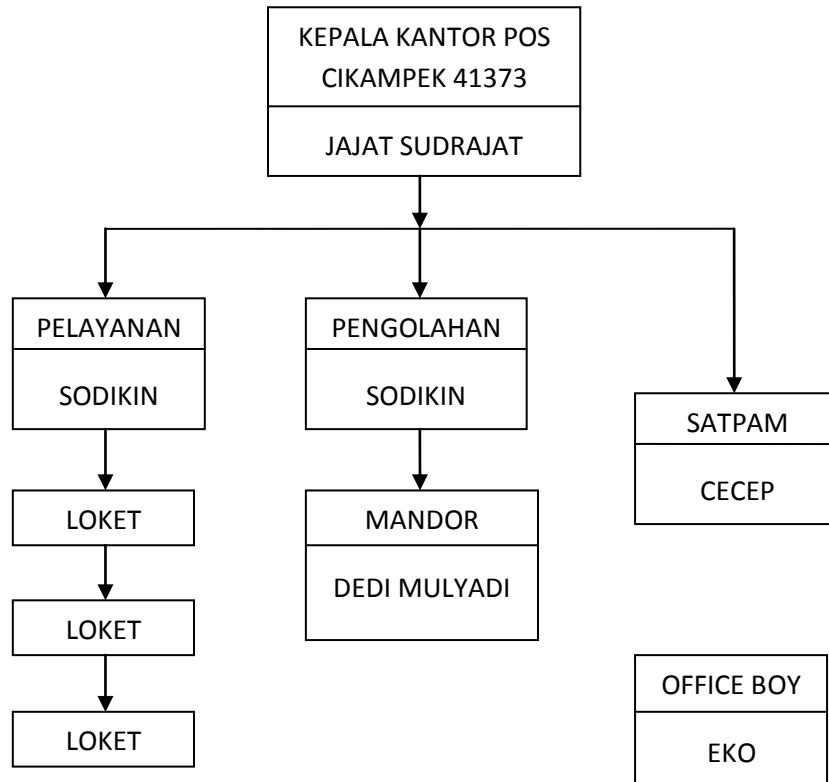 KEPALA KANTOR POS
CIKAMPEK 41373
JAJAT SUDRAJAT
PELAYANAN
SODIKIN
LOKET
LOKET
LOKET
PENGOLAHAN
SODIKIN
MANDOR
DEDI MULYADI
SATPAM
CECEP
OFFICE BOY
EKO